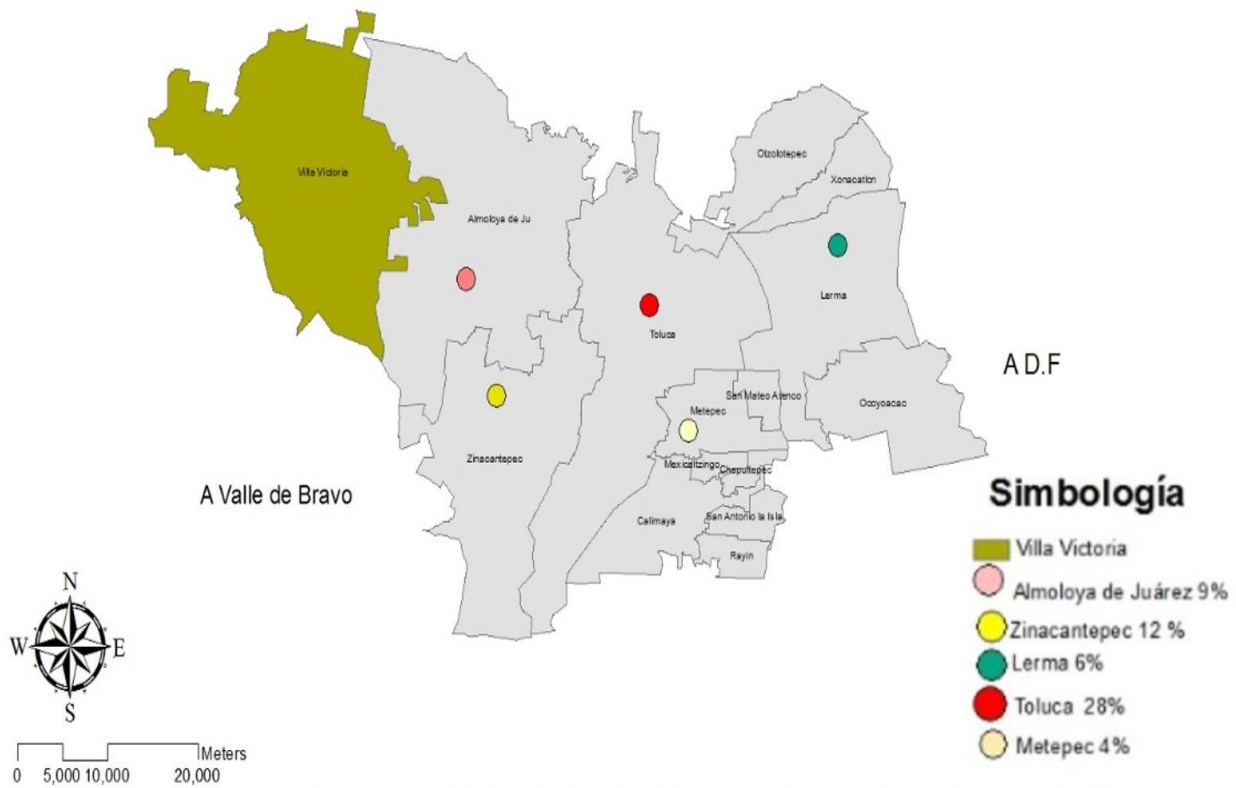 Otzolotepec
Villa Victoria
Xonacatlon
Almoloya de Ju
Lerma
Toluca
A D.F
San Mateo Atenco
Ocoyoacac
Metepec
Zinacantepec
Mexicaltzingo
Chapultepec
A Valle de Bravo
Calimaya
San Antonio la Isla
Rayin
Simbología
Villa Victoria
Almoloya de Juárez 9%
Zinacantepec 12 %
Lerma 6%
Toluca 28%
Metepec 4%
N
W E
S
Meters
0 5,000 10,000 20,000